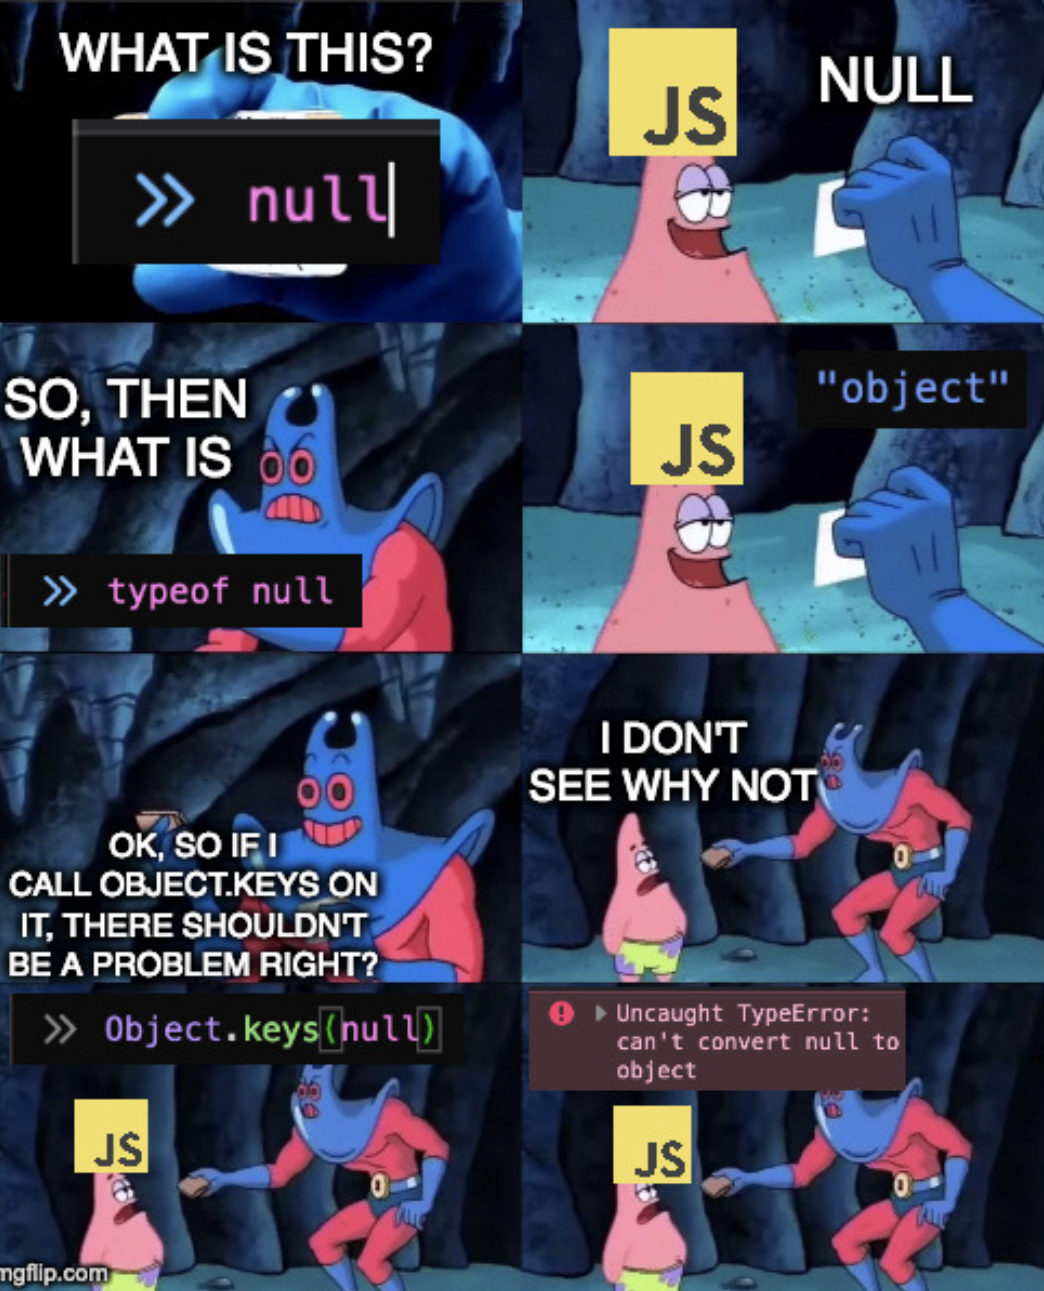 WHAT IS THIS?
>> null
JS
NULL
SO, THEN
WHAT IS
>> typeof null
JS
"object"
OK, SO IF I
CALL OBJECT.KEYS ON
IT, THERE SHOULDN'T
BE A PROBLEM RIGHT?
I DON'T
SEE WHY NOT
>> Object.keys(null)
JS
Uncaught TypeError:
can't convert null to
object
JS
mgflip.com